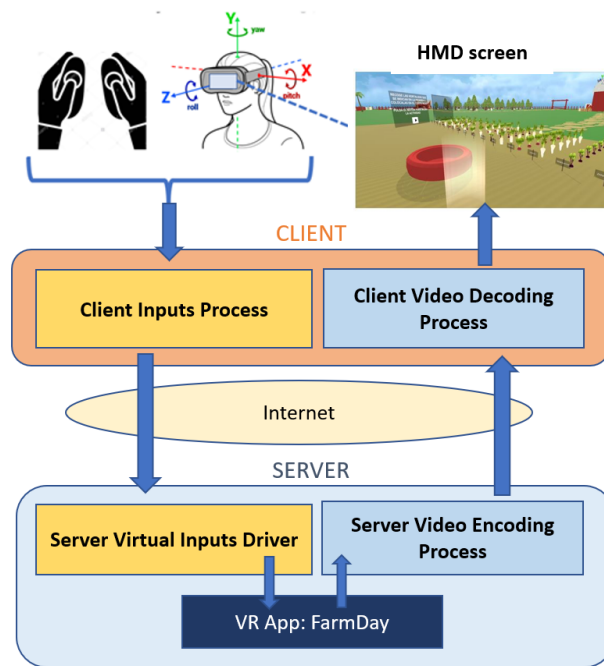 Y
yaw
HMD screen
X
Z
roll
pitch
CLIENT
Client Inputs Process
Client Video Decoding
Process
Internet
SERVER
Server Virtual Inputs Driver
Server Video Encoding
Process
VR App: FarmDay